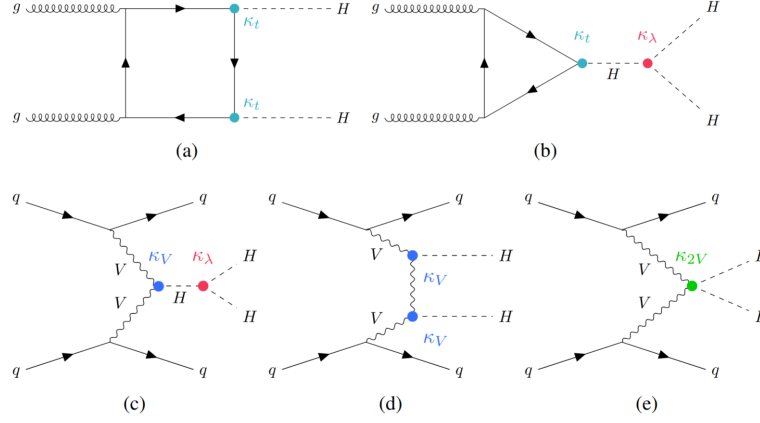 g κt H
g κt H
(a)
g κt H κλ H
g H
(b)
q q
κV κλ H
V
V H H
q q
(c)
q q
V H
κV
V H
κV
q q
(d)
q q
κ2V
V
V
q q
(e)